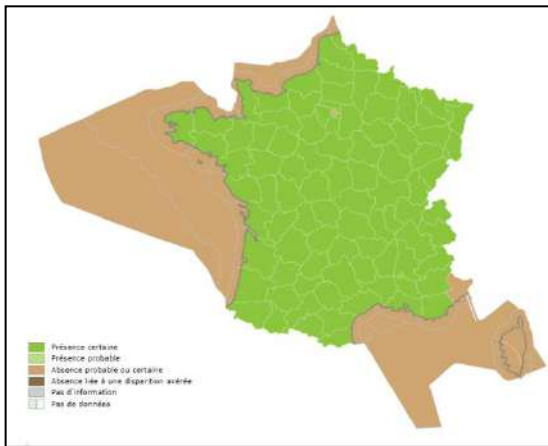 Présence certaine
Présence probable
Absence probable ou certaine
Absence liée à une disparition avérée
Pas d'information
Pas de données